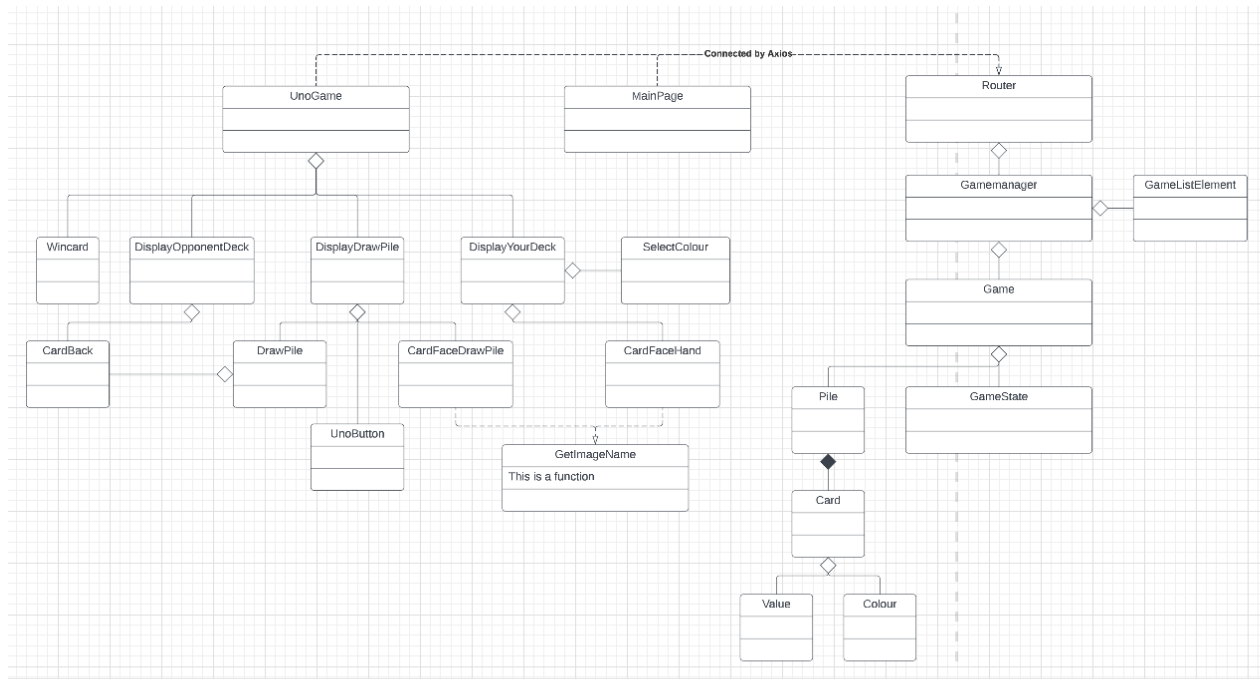 Connected by Axios
UnoGame
MainPage
Router
Gamemanager
GameListElement
Wincard
DisplayOpponentDeck
DisplayDrawPile
DisplayYourDeck
SelectColour
Game
CardBack
DrawPile
CardFaceDrawPile
CardFaceHand
Pile
GameState
UnoButton
GetImageName
This is a function
Card
Value
Colour